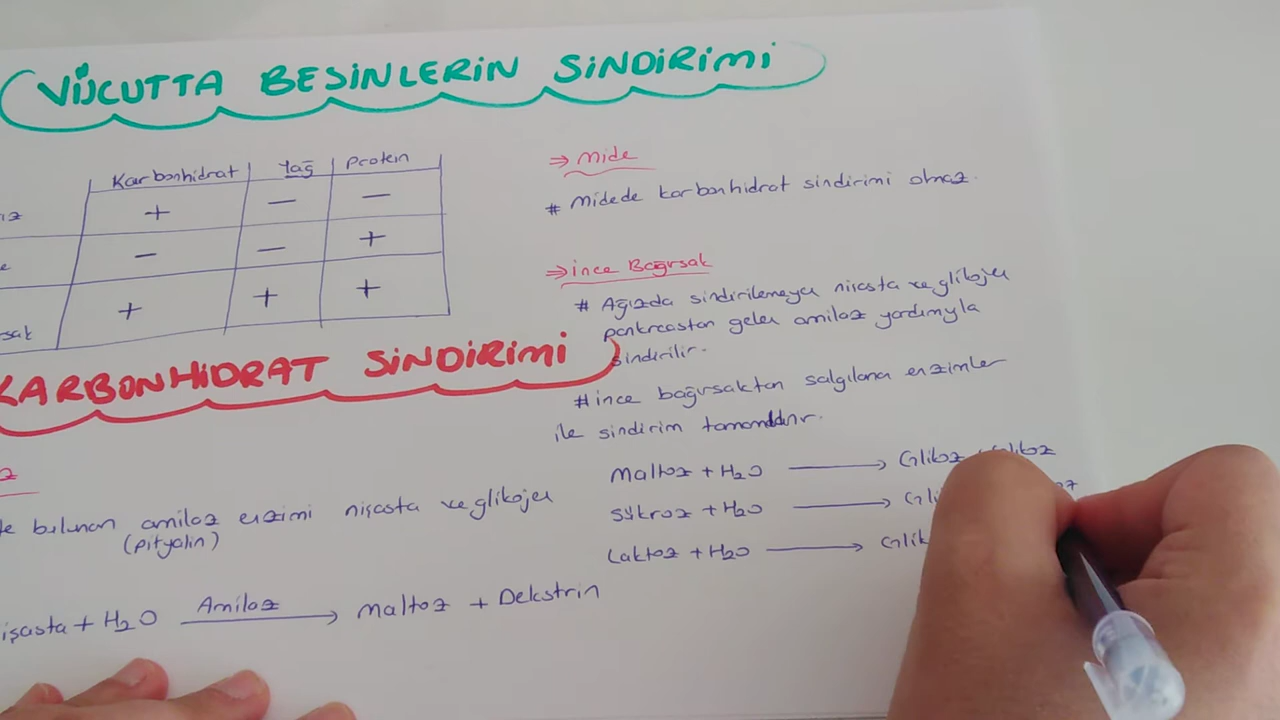 VÜCUTTA BESİNLERİN SİNDİRİMİ
Karbonhidrat Yağ Protein
+ − −
− − +
+ + +
KARBONHİDRAT SİNDİRİMİ
bulunan amilaz enzimi nişasta ve glikojen
(pityalin)
+ H₂O Amilaz → maltoz + Dekstrin
⇒ Mide
# Midede karbonhidrat sindirimi olmaz.
⇒ İnce Bağırsak
# Ağızda sindirilemeyen nişasta ve glikojen
pankreastan gelen amilaz yardımıyla
sindirilir.
# İnce bağırsaktan salgılanan enzimler
ile sindirim tamamlanır.
Maltoz + H₂O → Glikoz + Glikoz
Sükroz + H₂O →
Laktoz + H₂O →